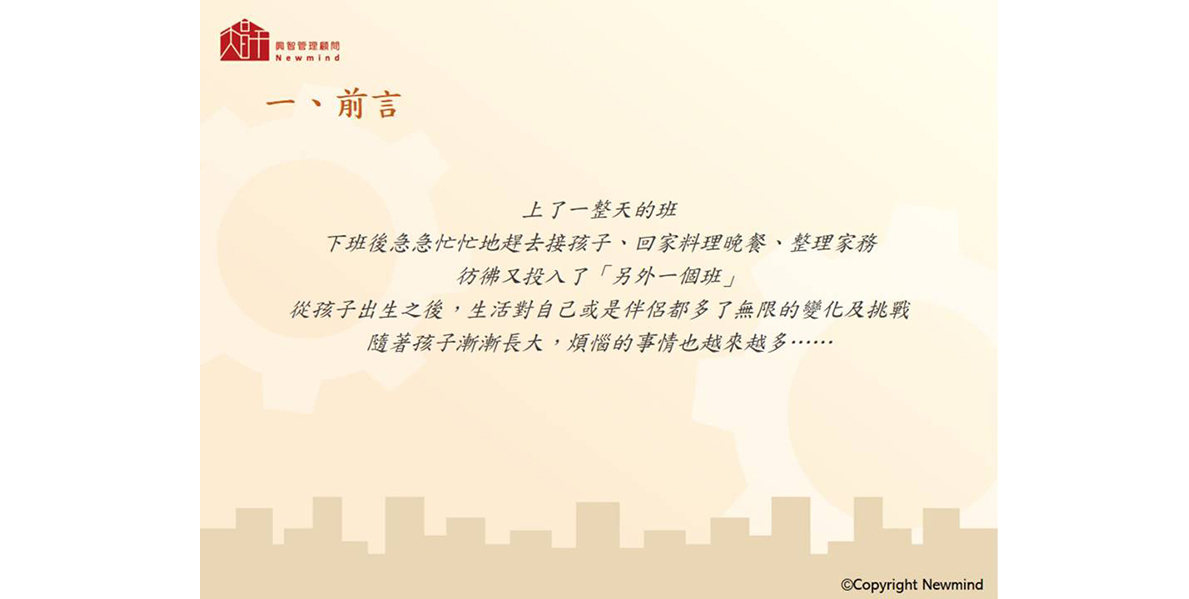 興智管理顧問
Newmind
一、前言
上了一整天的班
下班後急急忙忙地趕去接孩子、回家料理晚餐、整理家務
彷彿又投入了「另外一個班」
從孩子出生之後，生活對自己或是伴侶都多了無限的變化及挑戰
隨著孩子漸漸長大，煩惱的事情也越來越多……
©Copyright Newmind